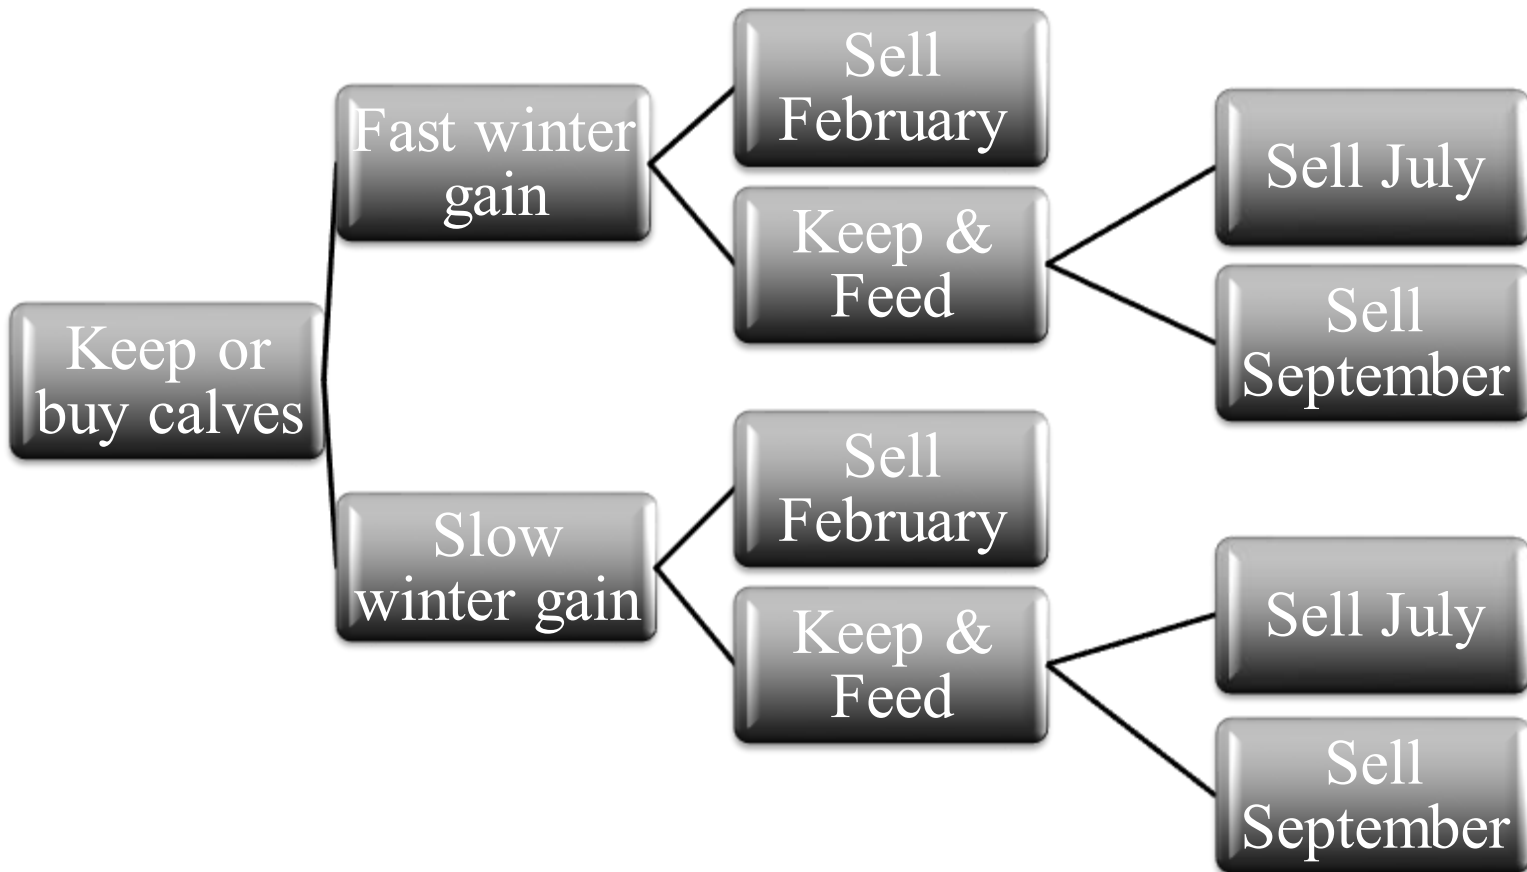 Keep or
buy calves
Fast winter
gain
Sell
February
Keep &
Feed
Sell July
Sell
September
Slow
winter gain
Sell
February
Keep &
Feed
Sell July
Sell
September